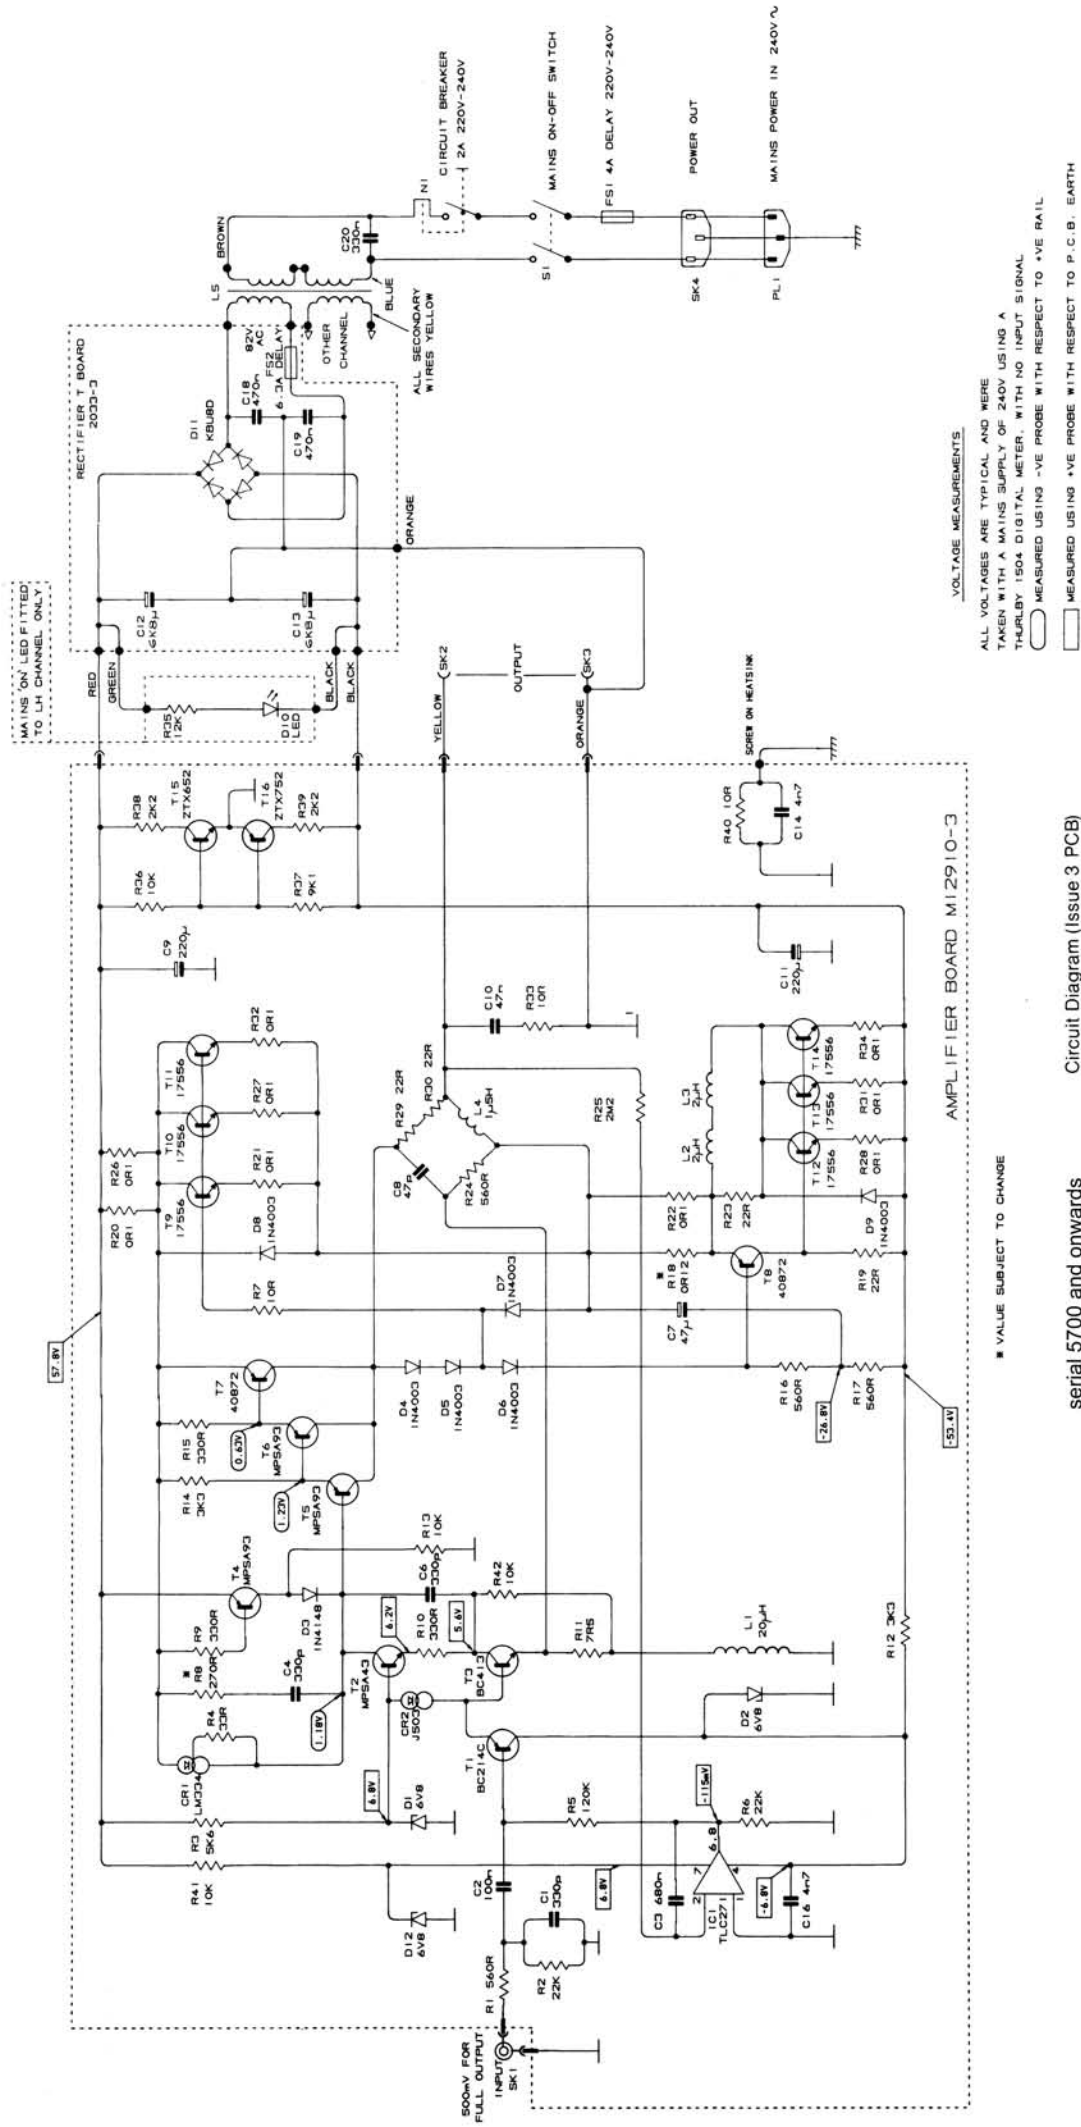 MAINS 'ON' LED FITTED
TO LH CHANNEL ONLY
RECTIFIER T BOARD
2033-3
RED
GREEN
R35
12K
D10
LED
BLACK
BLACK
C12
6K8µ
C13
6K8µ
D11
KBU8D
C18
470n
C19
470n
ORANGE
82V
AC
FS2
6.3A DELAY
L5
BROWN
BLUE
OTHER
CHANNEL
ALL SECONDARY
WIRES YELLOW
C20
330n
N1
CIRCUIT BREAKER
2A 220V-240V
S1
MAINS ON-OFF SWITCH
FS1 4A DELAY 220V-240V
SK4
POWER OUT
PL1
MAINS POWER IN 240V∿
57.8V
R38
2K2
T15
ZTX652
T16
ZTX752
R39
2K2
R36
10K
R37
9K1
C9
220µ
R26
0R1
R20
0R1
T11
17556
R32
0R1
T10
17556
R27
0R1
T9
17556
R21
0R1
D8
1N4003
R7
10R
D7
1N4003
T7
40872
R15
330R
0.63V
T6
MPSA93
R14
3K3
1.23V
T5
MPSA93
D4
1N4003
D5
1N4003
D6
1N4003
T4
MPSA93
R9
330R
*
R8
270R
D3
1N4148
C4
330p
R4
33R
CR1
LM334
1.18V
R13
10K
C6
330p
R42
10K
6.2V
R10
330R
5.6V
T2
MPSA43
CR2
J503
T3
BC413
R11
7R5
L1
20µH
R3
5K6
R41
10K
6.8V
D1
6V8
D12
6V8
T1
BC214C
D2
6V8
R12 3K3
C2
100n
R5
120K
-115mV
R6
22K
6.8V
C3 680n
2
7
6.8
4
1
IC1
TLC271
-6.8V
C16 4n7
C1
330p
R2
22K
R1 560R
500mV FOR
FULL OUTPUT
INPUT
SK1
YELLOW
SK2
OUTPUT
SK3
ORANGE
C10
47n
R33
10R
R29 22R
R30 22R
C8
47p
L4
1µ5H
R24
560R
R25
2M2
R22
0R1
*
R18
0R12
R23
22R
L2
2µH
L3
2µH
C7
47µ
T8
40872
R16
560R
-26.8V
R17
560R
R19
22R
D9
1N4003
T12
17556
R28
0R1
T13
17556
R31
0R1
T14
17556
R34
0R1
-53.4V
C11
220µ
R40 10R
C14 4n7
SCREW ON HEATSINK
AMPLIFIER BOARD M12910-3
* VALUE SUBJECT TO CHANGE
VOLTAGE MEASUREMENTS
ALL VOLTAGES ARE TYPICAL AND WERE
TAKEN WITH A MAINS SUPPLY OF 240V USING A
THURLBY 1504 DIGITAL METER, WITH NO INPUT SIGNAL
MEASURED USING -VE PROBE WITH RESPECT TO +VE RAIL
MEASURED USING +VE PROBE WITH RESPECT TO P.C.B. EARTH
serial 5700 and onwards
Circuit Diagram (Issue 3 PCB)